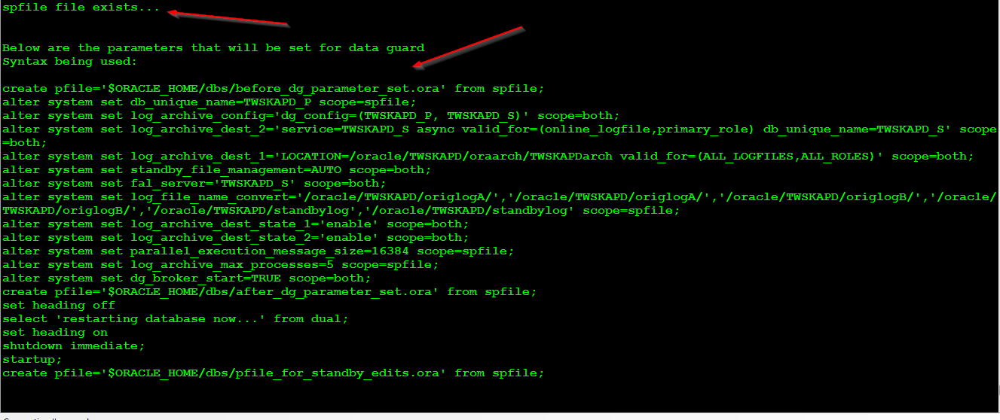 spfile file exists...
Below are the parameters that will be set for data guard
Syntax being used:
create pfile='$ORACLE_HOME/dbs/before_dg_parameter_set.ora' from spfile;
alter system set db_unique_name=TWSKAPD_P scope=spfile;
alter system set log_archive_config='dg_config=(TWSKAPD_P, TWSKAPD_S)' scope=both;
alter system set log_archive_dest_2='service=TWSKAPD_S async valid_for=(online_logfile,primary_role) db_unique_name=TWSKAPD_S' scope
=both;
alter system set log_archive_dest_1='LOCATION=/oracle/TWSKAPD/oraarch/TWSKAPDarch valid_for=(ALL_LOGFILES,ALL_ROLES)' scope=both;
alter system set standby_file_management=AUTO scope=both;
alter system set fal_server='TWSKAPD_S' scope=both;
alter system set log_file_name_convert='/oracle/TWSKAPD/origlogA/','/oracle/TWSKAPD/origlogA/','/oracle/TWSKAPD/origlogB/','/oracle/
TWSKAPD/origlogB/','/oracle/TWSKAPD/standbylog','/oracle/TWSKAPD/standbylog' scope=spfile;
alter system set log_archive_dest_state_1='enable' scope=both;
alter system set log_archive_dest_state_2='enable' scope=both;
alter system set parallel_execution_message_size=16384 scope=spfile;
alter system set log_archive_max_processes=5 scope=spfile;
alter system set dg_broker_start=TRUE scope=both;
create pfile='$ORACLE_HOME/dbs/after_dg_parameter_set.ora' from spfile;
set heading off
select 'restarting database now...' from dual;
set heading on
shutdown immediate;
startup;
create pfile='$ORACLE_HOME/dbs/pfile_for_standby_edits.ora' from spfile;